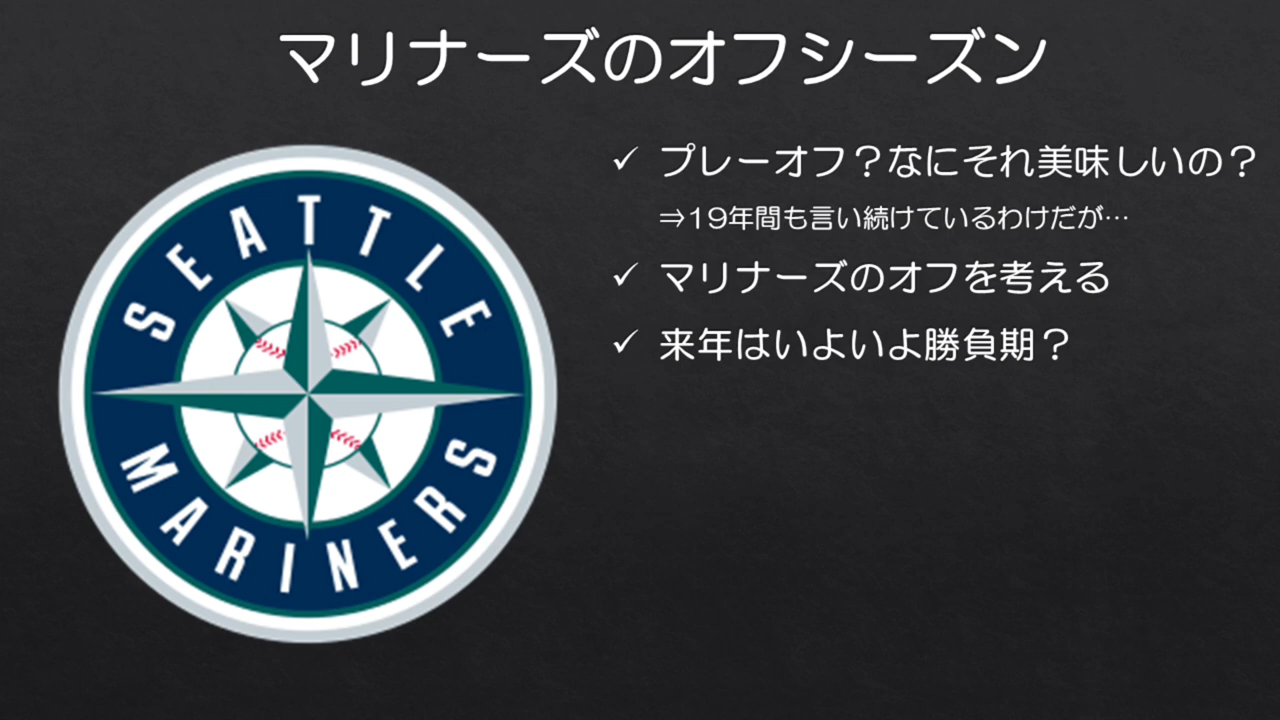 マリナーズのオフシーズン
SEATTLE
MARINERS
✓ プレーオフ？なにそれ美味しいの？
⇒19年間も言い続けているわけだが…
✓ マリナーズのオフを考える
✓ 来年はいよいよ勝負期？